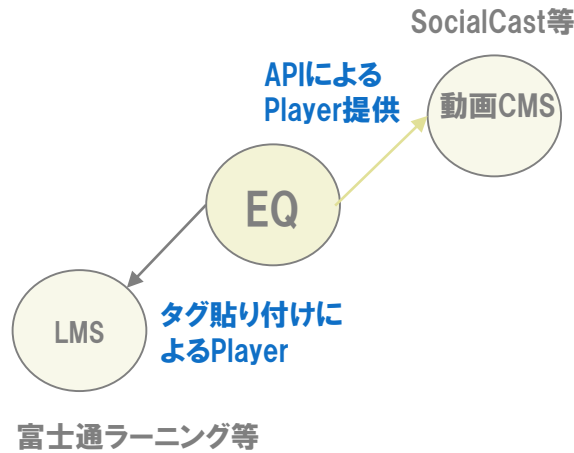 SocialCast等
APIによる
Player提供
動画CMS
EQ
タグ貼り付けに
よるPlayer
LMS
富士通ラーニング等